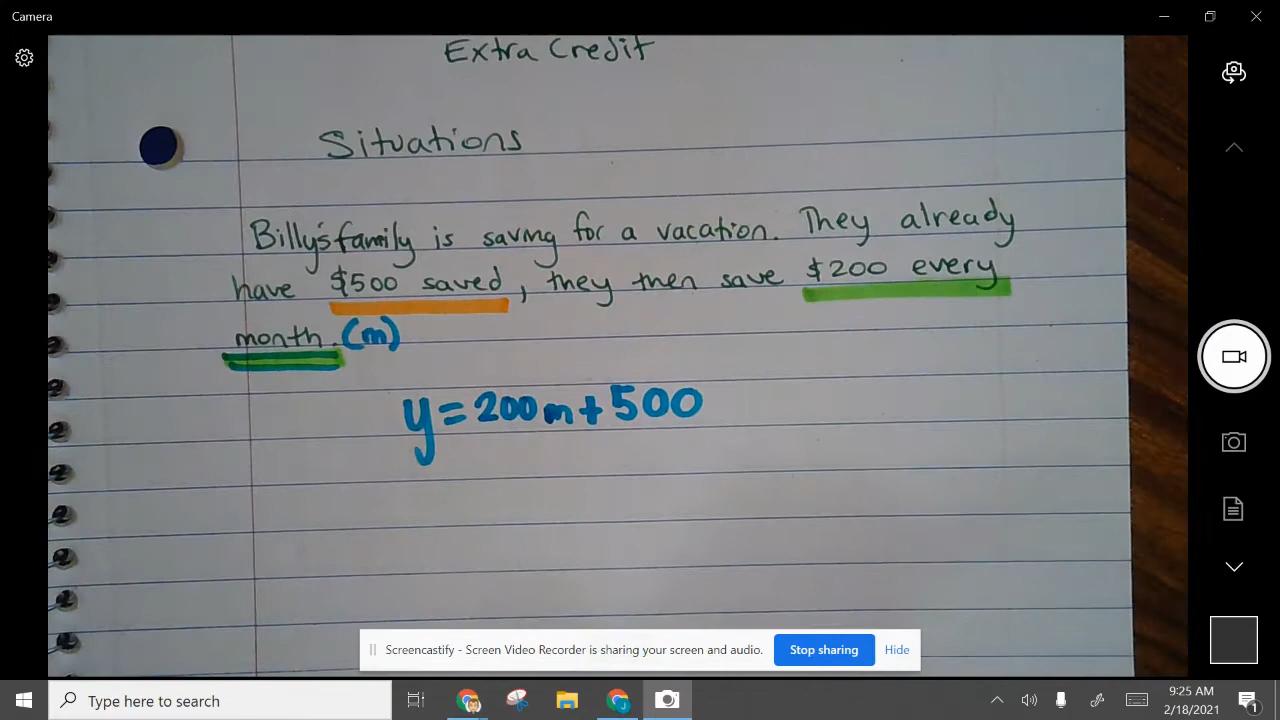 Camera
Extra Credit
Situations
Billy's family is saving for a vacation. They already
have $500 saved, they then save $200 every
month. (m)
y = 200m + 500
Screencastify - Screen Video Recorder is sharing your screen and audio.
Stop sharing
Hide
Type here to search
9:25 AM
2/18/2021
1